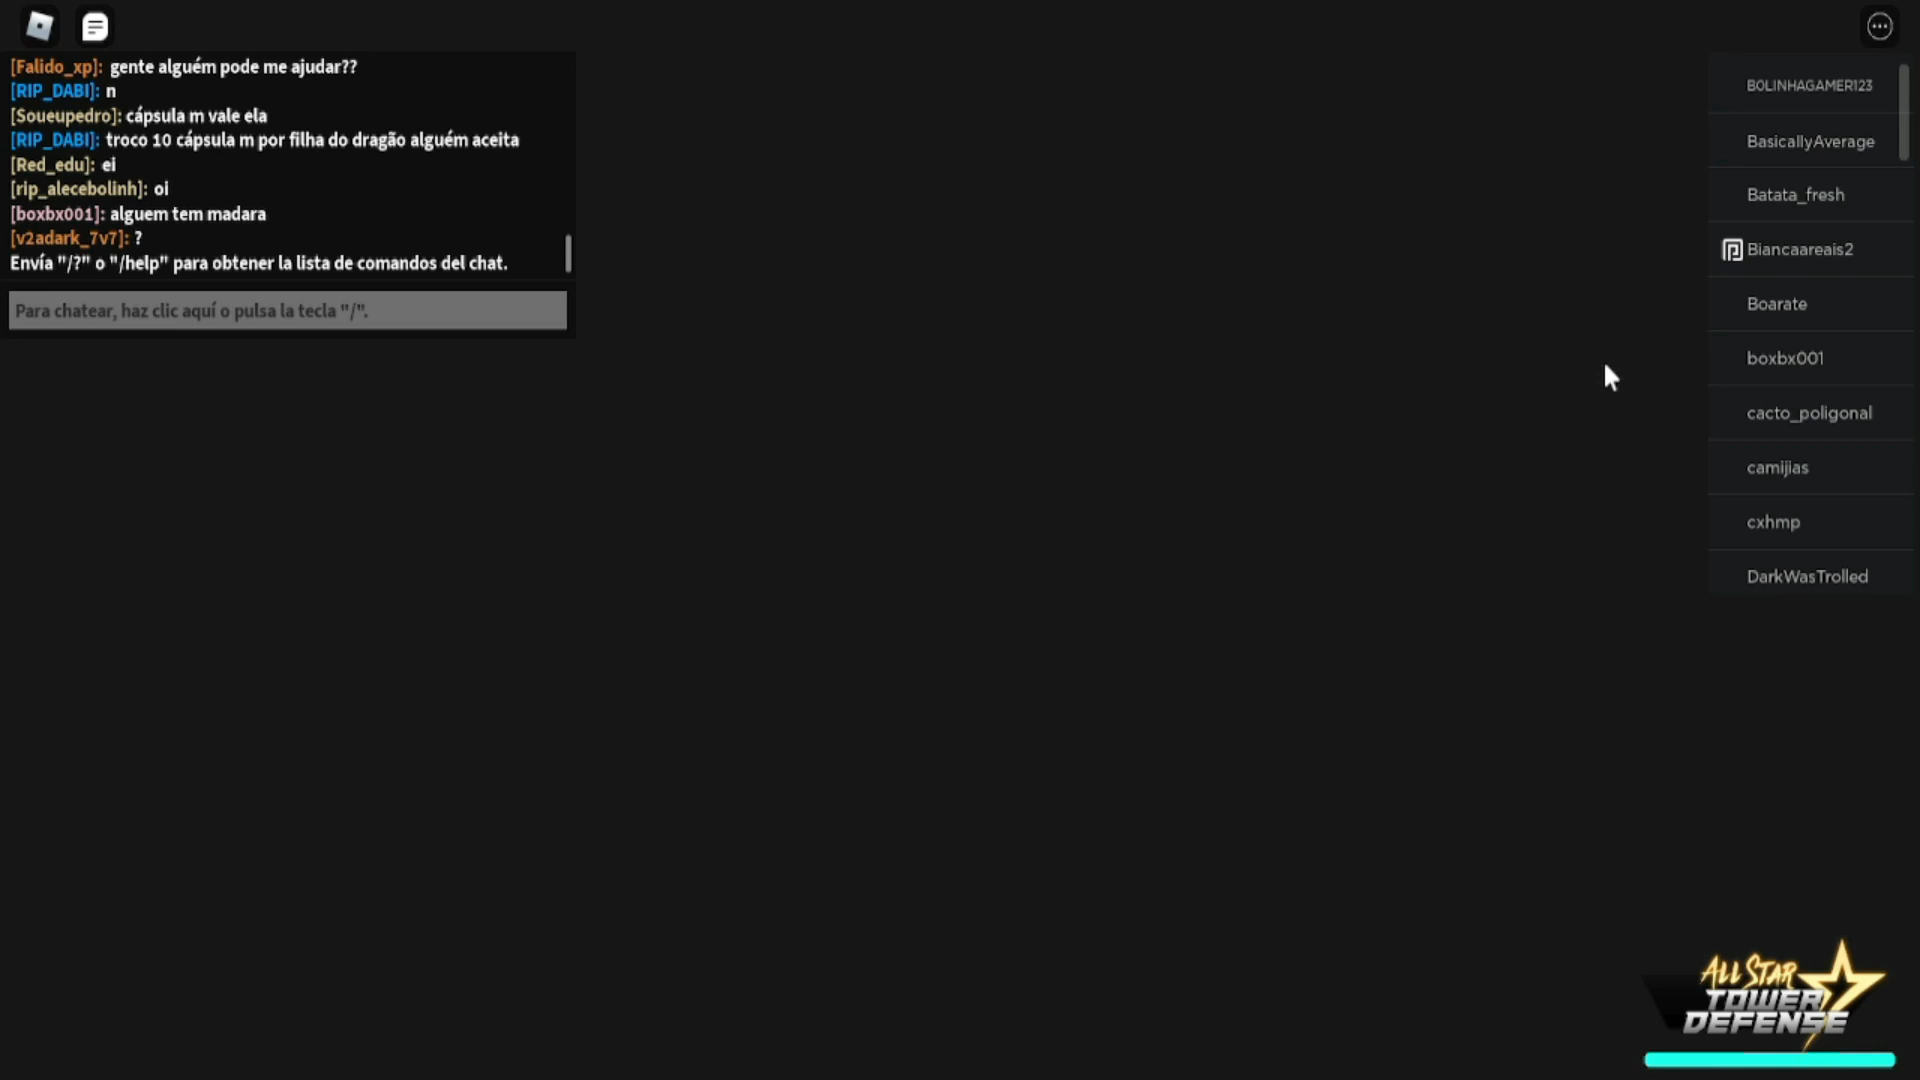 [Falido_xp]: gente alguém pode me ajudar??
[RIP_DABI]: n
[Soueupedro]: cápsula m vale ela
[RIP_DABI]: troco 10 cápsula m por filha do dragão alguém aceita
[Red_edu]: ei
[rip_alecebolinh]: oi
[boxbx001]: alguem tem madara
[v2adark_7v7]: ?
Envía "/?" o "/help" para obtener la lista de comandos del chat.
Para chatear, haz clic aquí o pulsa la tecla "/".
BOLINHAGAMER123
BasicallyAverage
Batata_fresh
Biancaareais2
Boarate
boxbx001
cacto_poligonal
camijias
cxhmp
DarkWasTrolled
ALL STAR
TOWER
DEFENSE